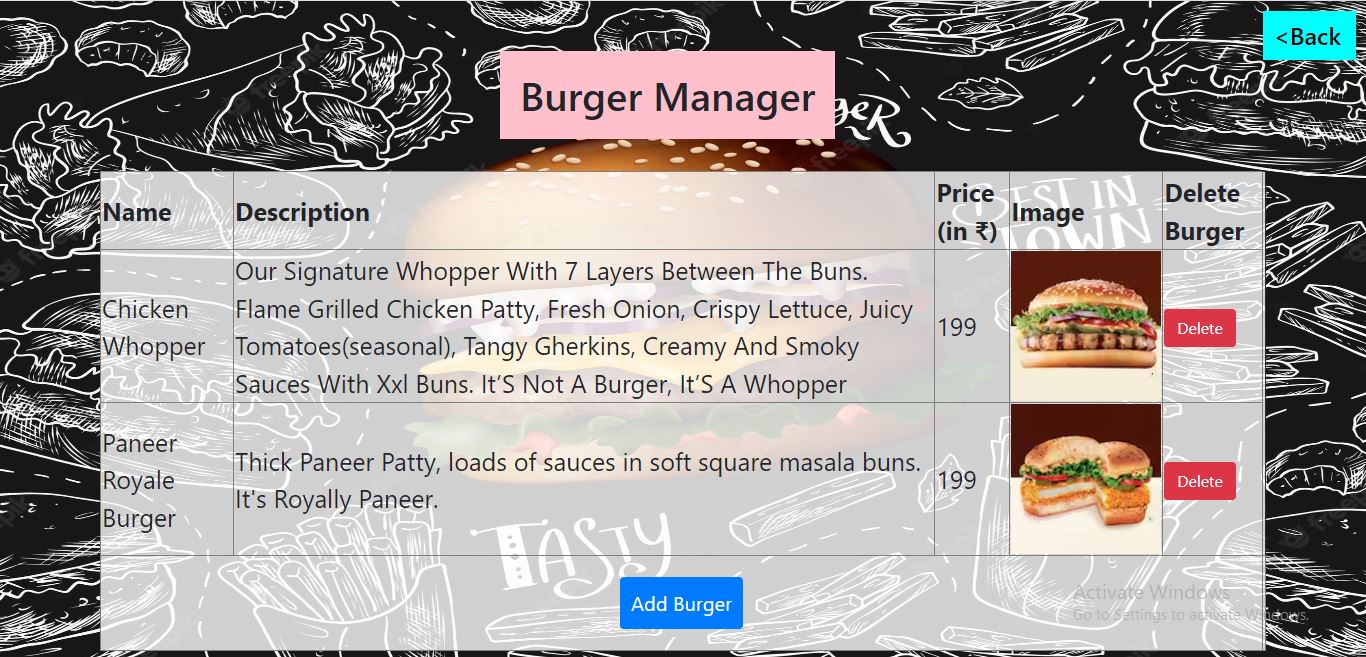 <Back
Burger Manager
Name
Description
Price
(in ₹)
Image
Delete
Burger
BEST IN
TOWN
Chicken
Whopper
Our Signature Whopper With 7 Layers Between The Buns.
Flame Grilled Chicken Patty, Fresh Onion, Crispy Lettuce, Juicy
Tomatoes(seasonal), Tangy Gherkins, Creamy And Smoky
Sauces With Xxl Buns. It’S Not A Burger, It’S A Whopper
199
Delete
Paneer
Royale
Burger
Thick Paneer Patty, loads of sauces in soft square masala buns.
It's Royally Paneer.
199
Delete
TASTY
Add Burger
Activate Windows
Go to Settings to activate Windows.